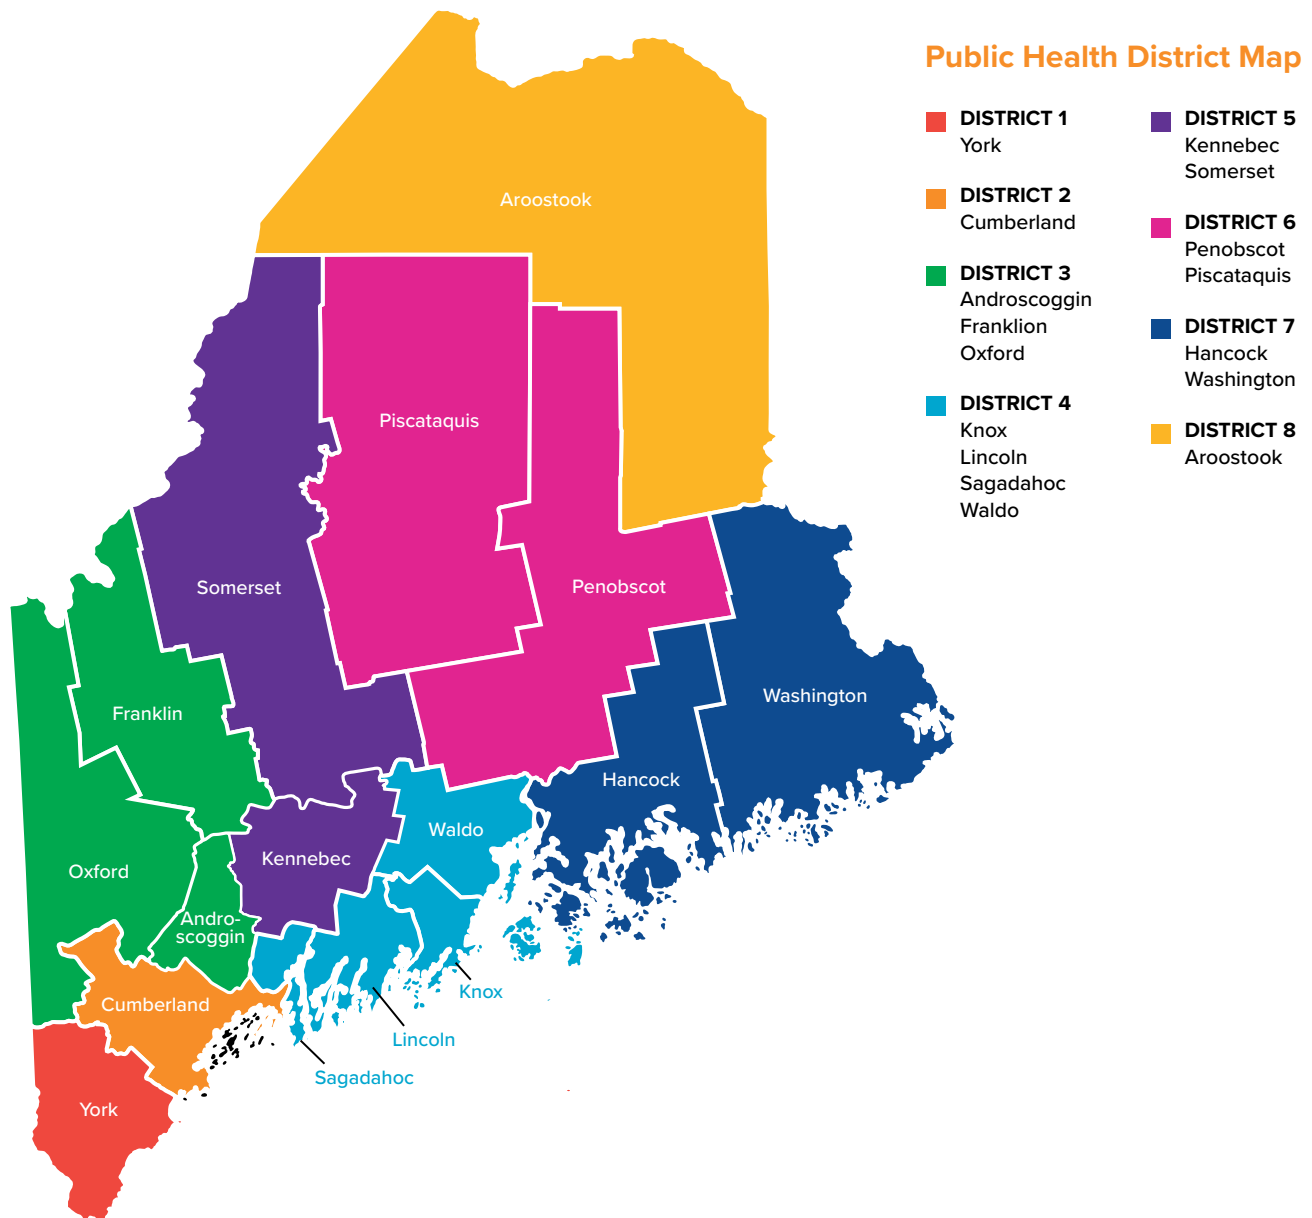 Public Health District Map
DISTRICT 1
York
DISTRICT 2
Cumberland
DISTRICT 3
Androscoggin
Franklion
Oxford
DISTRICT 4
Knox
Lincoln
Sagadahoc
Waldo
DISTRICT 5
Kennebec
Somerset
DISTRICT 6
Penobscot
Piscataquis
DISTRICT 7
Hancock
Washington
DISTRICT 8
Aroostook
Aroostook
Piscataquis
Somerset
Penobscot
Washington
Franklin
Hancock
Waldo
Kennebec
Oxford
Andro-
scoggin
Knox
Cumberland
Lincoln
Sagadahoc
York